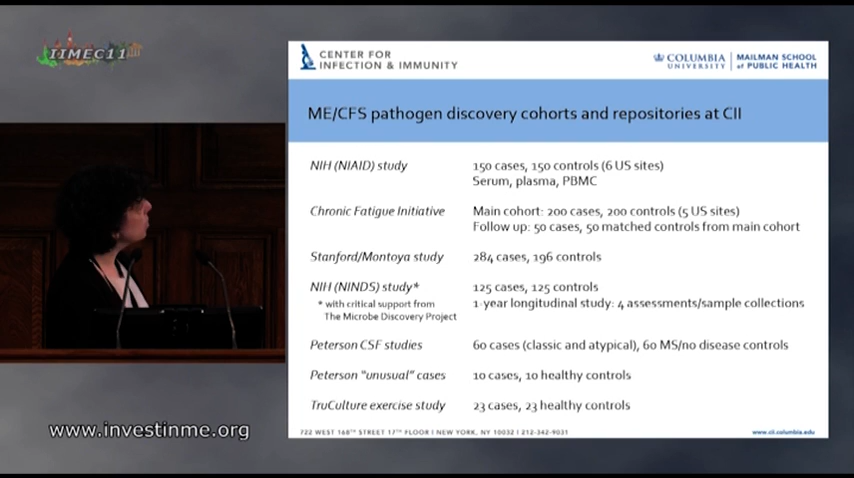 IIMEC11
CENTER FOR
INFECTION & IMMUNITY
COLUMBIA
UNIVERSITY
MAILMAN SCHOOL
of PUBLIC HEALTH
ME/CFS pathogen discovery cohorts and repositories at CII
NIH (NIAID) study
150 cases, 150 controls (6 US sites)
Serum, plasma, PBMC
Chronic Fatigue Initiative
Main cohort: 200 cases, 200 controls (5 US sites)
Follow up: 50 cases, 50 matched controls from main cohort
Stanford/Montoya study
284 cases, 196 controls
NIH (NINDS) study*
* with critical support from
The Microbe Discovery Project
125 cases, 125 controls
1-year longitudinal study: 4 assessments/sample collections
Peterson CSF studies
60 cases (classic and atypical), 60 MS/no disease controls
Peterson "unusual" cases
10 cases, 10 healthy controls
TruCulture exercise study
23 cases, 23 healthy controls
722 WEST 168TH STREET 17TH FLOOR | NEW YORK, NY 10032 | 212-342-9031
www.cii.columbia.edu
www.investinme.org